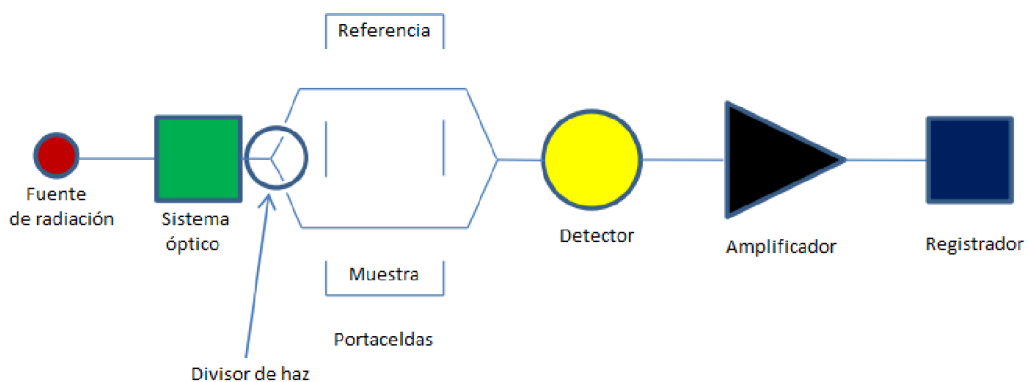 Referencia
Fuente
de radiación
Sistema
óptico
Detector
Amplificador
Registrador
Muestra
Portaceldas
Divisor de haz